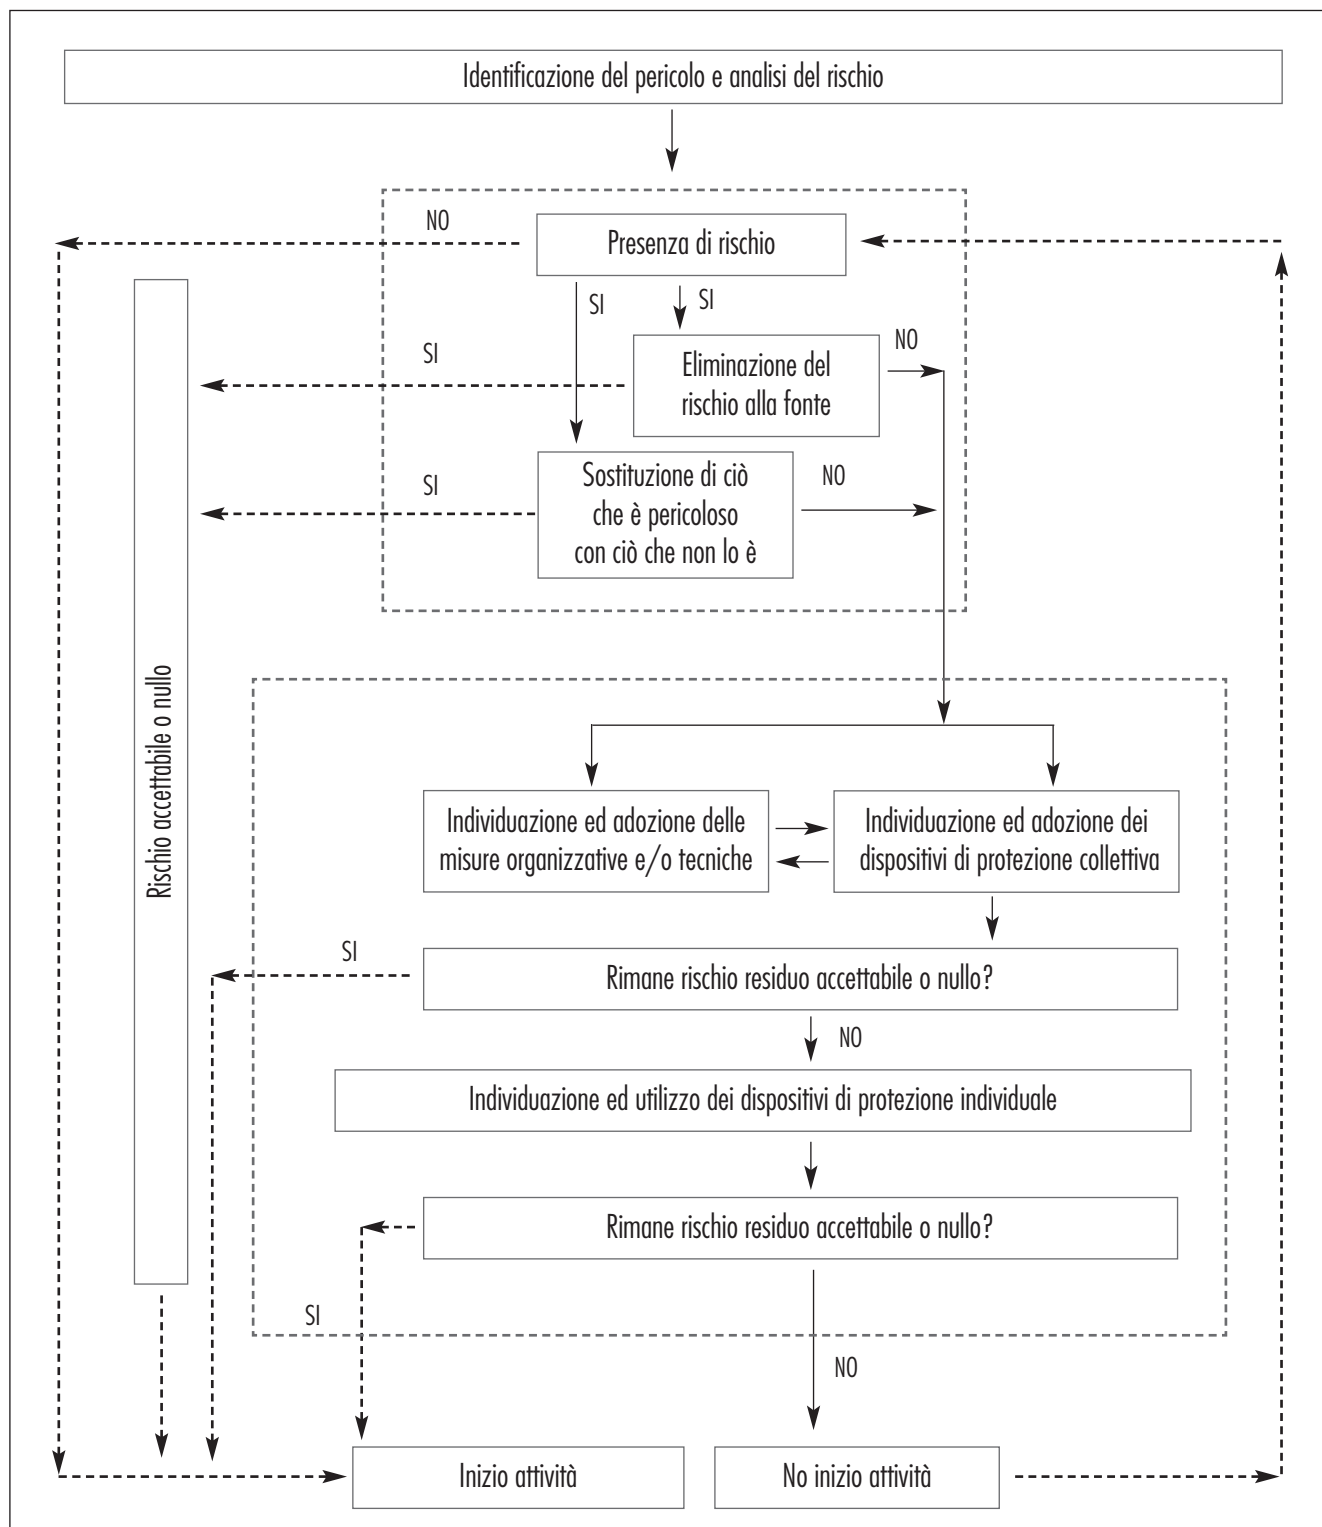 Identificazione del pericolo e analisi del rischio
NO
Presenza di rischio
SI
SI
SI
Eliminazione del
rischio alla fonte
NO
SI
Sostituzione di ciò
che è pericoloso
con ciò che non lo è
NO
Rischio accettabile o nullo
Individuazione ed adozione delle
misure organizzative e/o tecniche
Individuazione ed adozione dei
dispositivi di protezione collettiva
SI
Rimane rischio residuo accettabile o nullo?
NO
Individuazione ed utilizzo dei dispositivi di protezione individuale
Rimane rischio residuo accettabile o nullo?
SI
NO
Inizio attività
No inizio attività